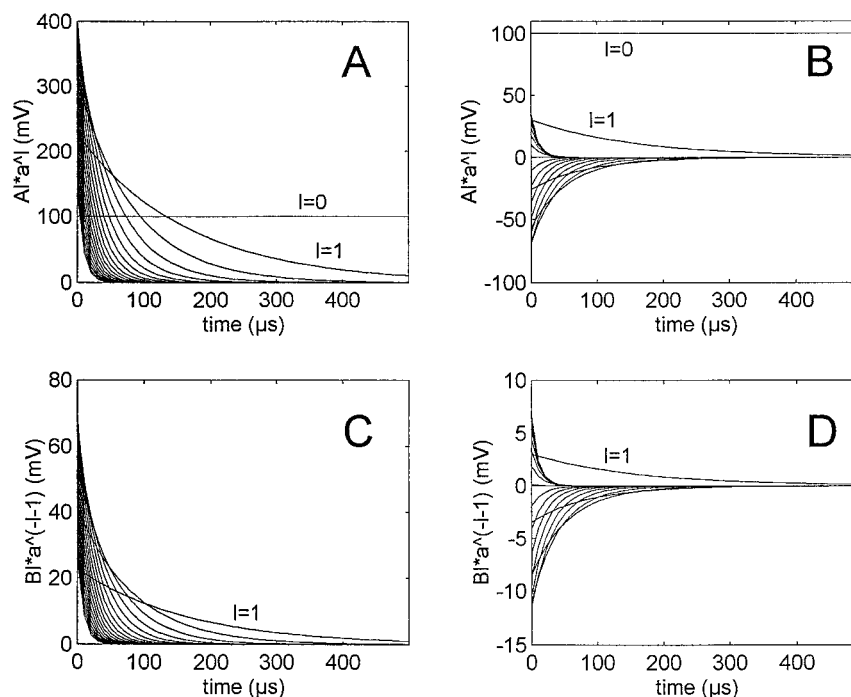 A
Al*a^l (mV)
400
300
200
100
0
l=0
l=1
0 100 200 300 400
time (µs)
B
Al*a^l (mV)
100
50
0
-50
-100
l=0
l=1
0 100 200 300 400
time (µs)
C
Bl*a^(-l-1) (mV)
80
60
40
20
0
l=1
0 100 200 300 400
time (µs)
D
Bl*a^(-l-1) (mV)
10
5
0
-5
-10
-15
l=1
0 100 200 300 400
time (µs)